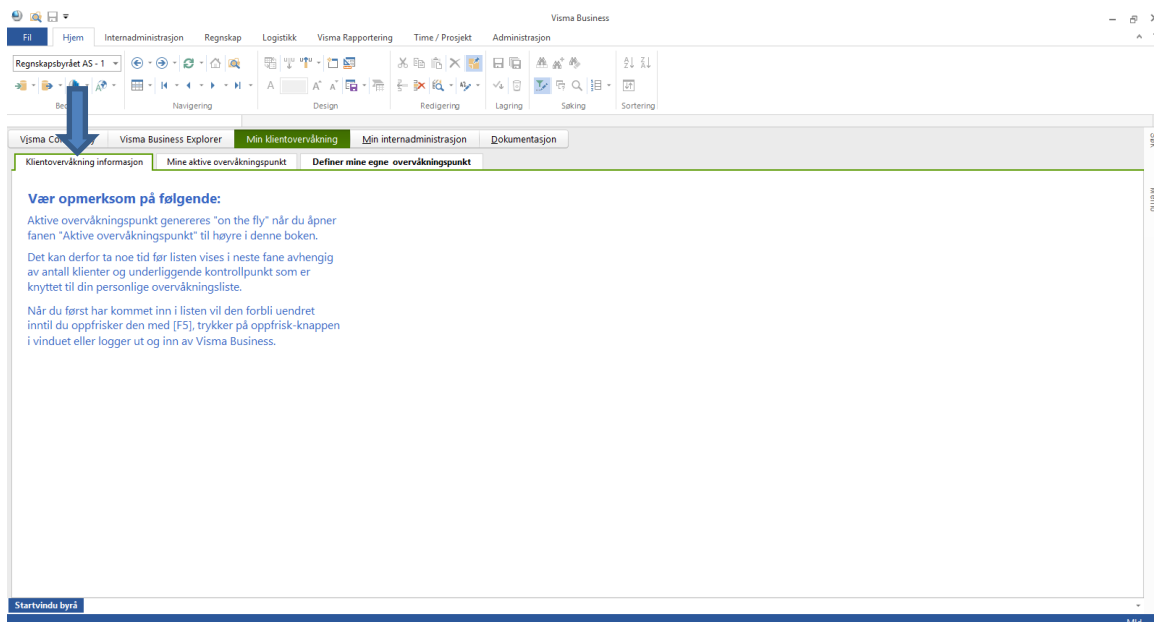 Visma Business
Fil Hjem Internadministrasjon Regnskap Logistikk Visma Rapportering Time / Prosjekt Administrasjon
Regnskapsbyrået AS - 1
Navigering Design Redigering Lagring Søking Sortering
Visma Business Explorer Min klientovervåkning Min internadministrasjon Dokumentasjon
Klientovervåkning informasjon Mine aktive overvåkningspunkt Definer mine egne overvåkningspunkt
Vær opmerksom på følgende:
Aktive overvåkningspunkt genereres "on the fly" når du åpner
fanen "Aktive overvåkningspunkt" til høyre i denne boken.
Det kan derfor ta noe tid før listen vises i neste fane avhengig
av antall klienter og underliggende kontrollpunkt som er
knyttet til din personlige overvåkningsliste.
Når du først har kommet inn i listen vil den forbli uendret
inntil du oppfrisker den med [F5], trykker på oppfrisk-knappen
i vinduet eller logger ut og inn av Visma Business.
Startvindu byrå